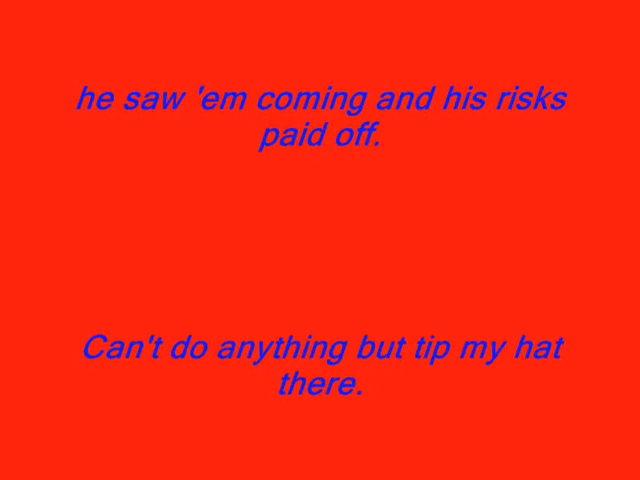 he saw 'em coming and his risks
paid off.
Can't do anything but tip my hat
there.